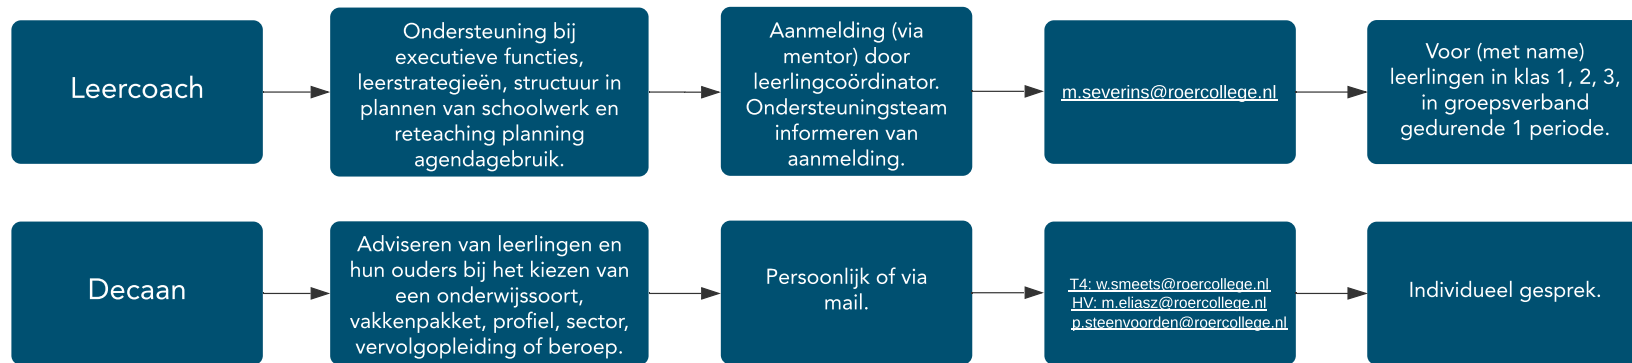 Leercoach
Ondersteuning bij
executieve functies,
leerstrategieën, structuur in
plannen van schoolwerk en
reteaching planning
agendagebruik.
Aanmelding (via
mentor) door
leerlingcoördinator.
Ondersteuningsteam
informeren van
aanmelding.
m.severins@roercollege.nl
Voor (met name)
leerlingen in klas 1, 2, 3,
in groepsverband
gedurende 1 periode.
Decaan
Adviseren van leerlingen en
hun ouders bij het kiezen van
een onderwijssoort,
vakkenpakket, profiel, sector,
vervolgopleiding of beroep.
Persoonlijk of via
mail.
T4: w.smeets@roercollege.nl
HV: m.eliasz@roercollege.nl
p.steenvoorden@roercollege.nl
Individueel gesprek.